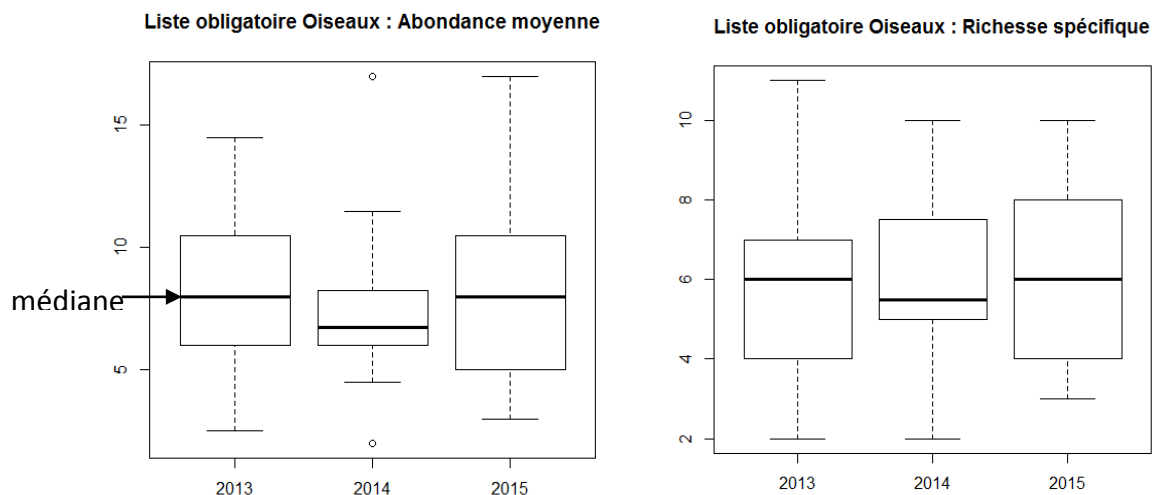 Liste obligatoire Oiseaux : Abondance moyenne
15
10
5
médiane
2013 2014 2015
Liste obligatoire Oiseaux : Richesse spécifique
10
8
6
4
2
2013 2014 2015